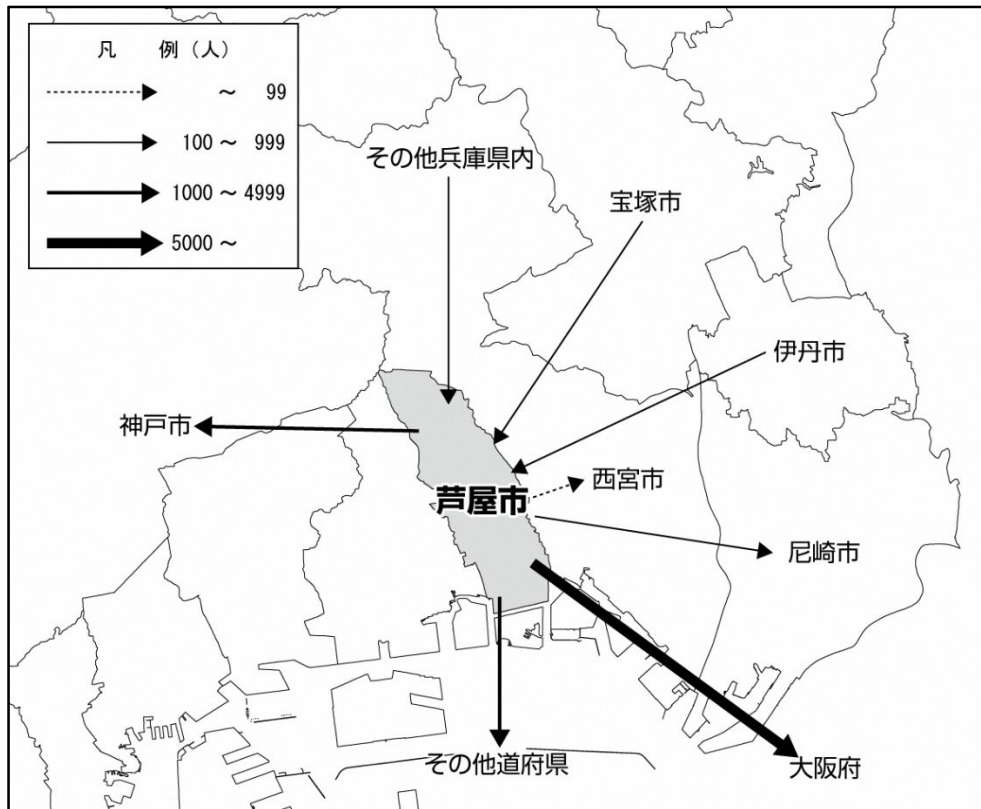 凡 例（人）
～ 99
100 ～ 999
1000 ～ 4999
5000 ～
その他兵庫県内
宝塚市
伊丹市
神戸市
西宮市
芦屋市
尼崎市
その他道府県
大阪府